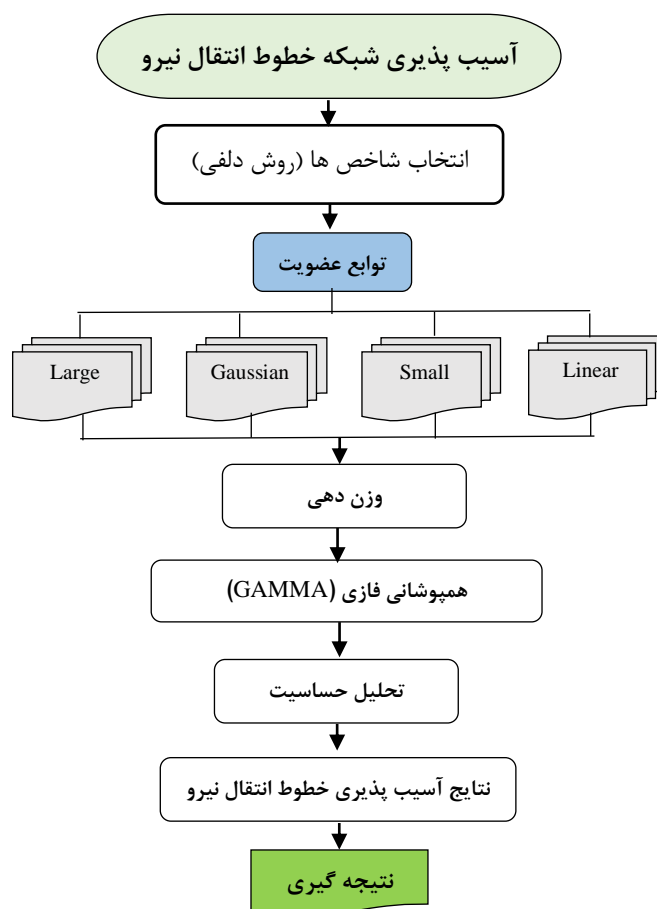 آسیب پذیری شبکه خطوط انتقال نیرو
انتخاب شاخص ها (روش دلفی)
توابع عضویت
Large
Gaussian
Small
Linear
وزن دهی
همپوشانی فازی (GAMMA)
تحلیل حساسیت
نتایج آسیب پذیری خطوط انتقال نیرو
نتیجه گیری